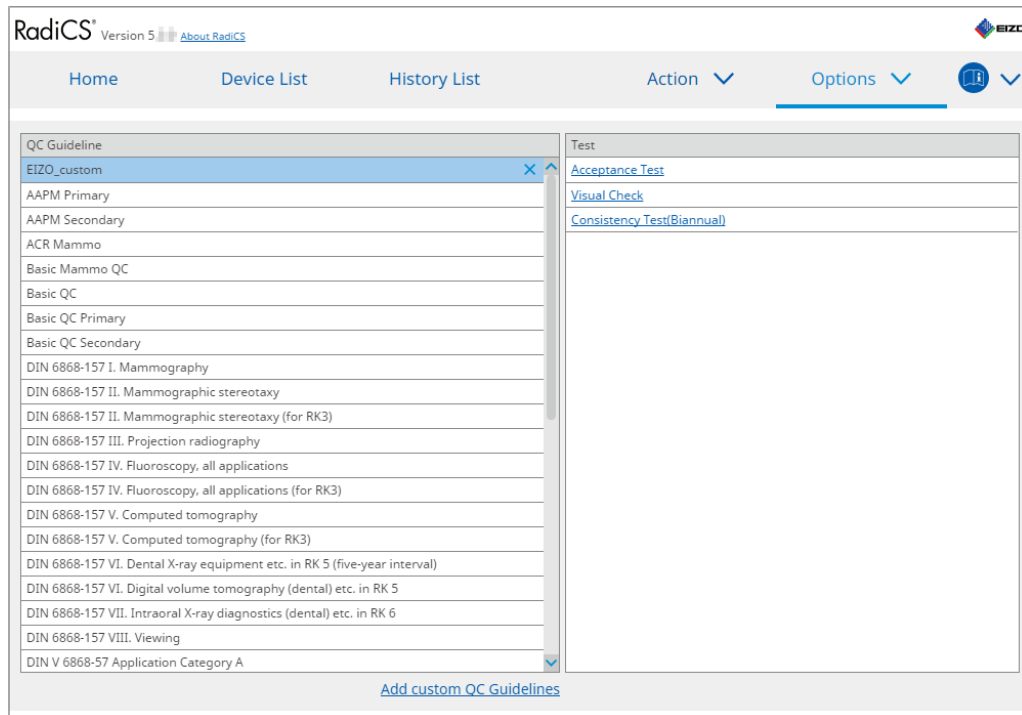 RadiCS® Version 5. About RadiCS
EIZO
Home Device List History List Action Options
QC Guideline
EIZO_custom
AAPM Primary
AAPM Secondary
ACR Mammo
Basic Mammo QC
Basic QC
Basic QC Primary
Basic QC Secondary
DIN 6868-157 I. Mammography
DIN 6868-157 II. Mammographic stereotaxy
DIN 6868-157 II. Mammographic stereotaxy (for RK3)
DIN 6868-157 III. Projection radiography
DIN 6868-157 IV. Fluoroscopy, all applications
DIN 6868-157 IV. Fluoroscopy, all applications (for RK3)
DIN 6868-157 V. Computed tomography
DIN 6868-157 V. Computed tomography (for RK3)
DIN 6868-157 VI. Dental X-ray equipment etc. in RK 5 (five-year interval)
DIN 6868-157 VI. Digital volume tomography (dental) etc. in RK 5
DIN 6868-157 VII. Intraoral X-ray diagnostics (dental) etc. in RK 6
DIN 6868-157 VIII. Viewing
DIN V 6868-57 Application Category A
Add custom QC Guidelines
Test
Acceptance Test
Visual Check
Consistency Test(Biannual)